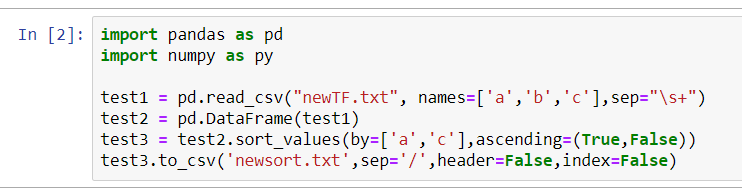 In [2]: import pandas as pd
import numpy as py
test1 = pd.read_csv("newTF.txt", names=['a','b','c'],sep="\s+")
test2 = pd.DataFrame(test1)
test3 = test2.sort_values(by=['a','c'],ascending=(True,False))
test3.to_csv('newsort.txt',sep='/',header=False,index=False)